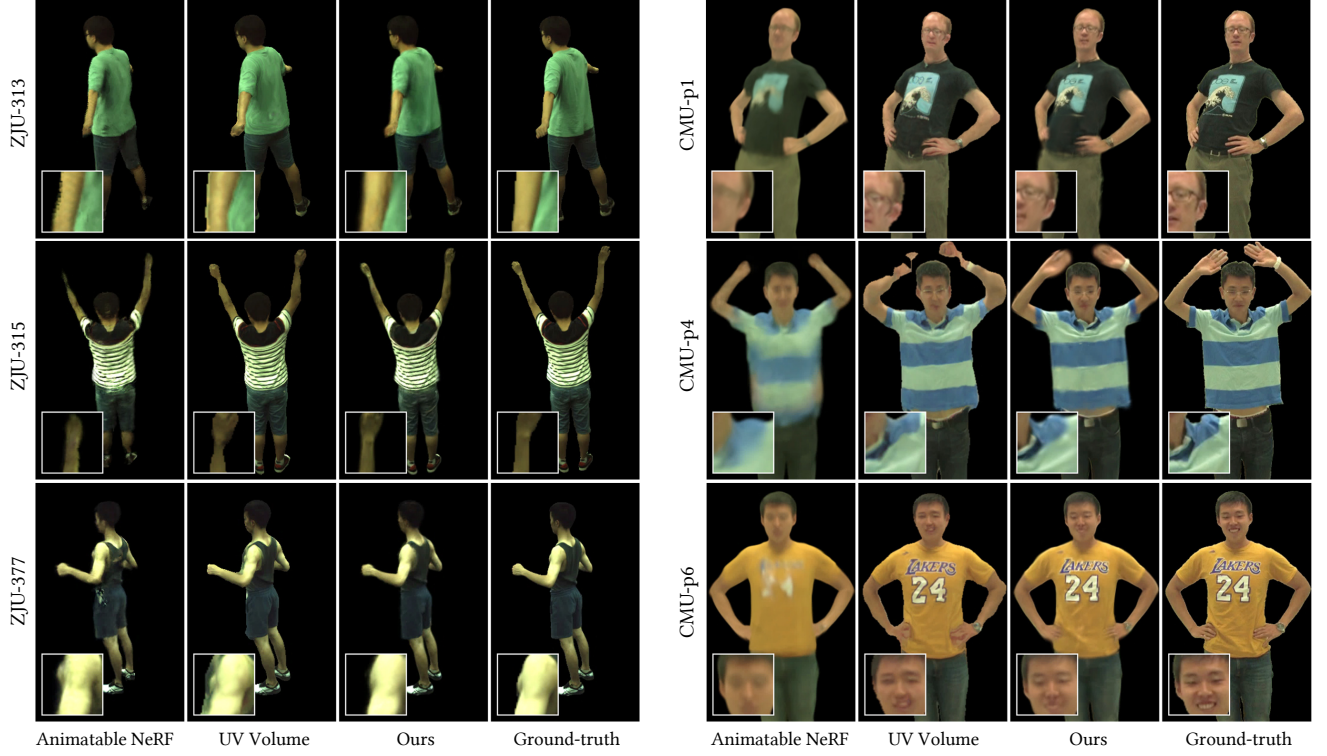 ZJU-313
CMU-p1
ZJU-315
CMU-p4
ZJU-377
CMU-p6
LAKERS
24
LAKERS
24
LAKERS
24
Animatable NeRF UV Volume Ours Ground-truth Animatable NeRF UV Volume Ours Ground-truth